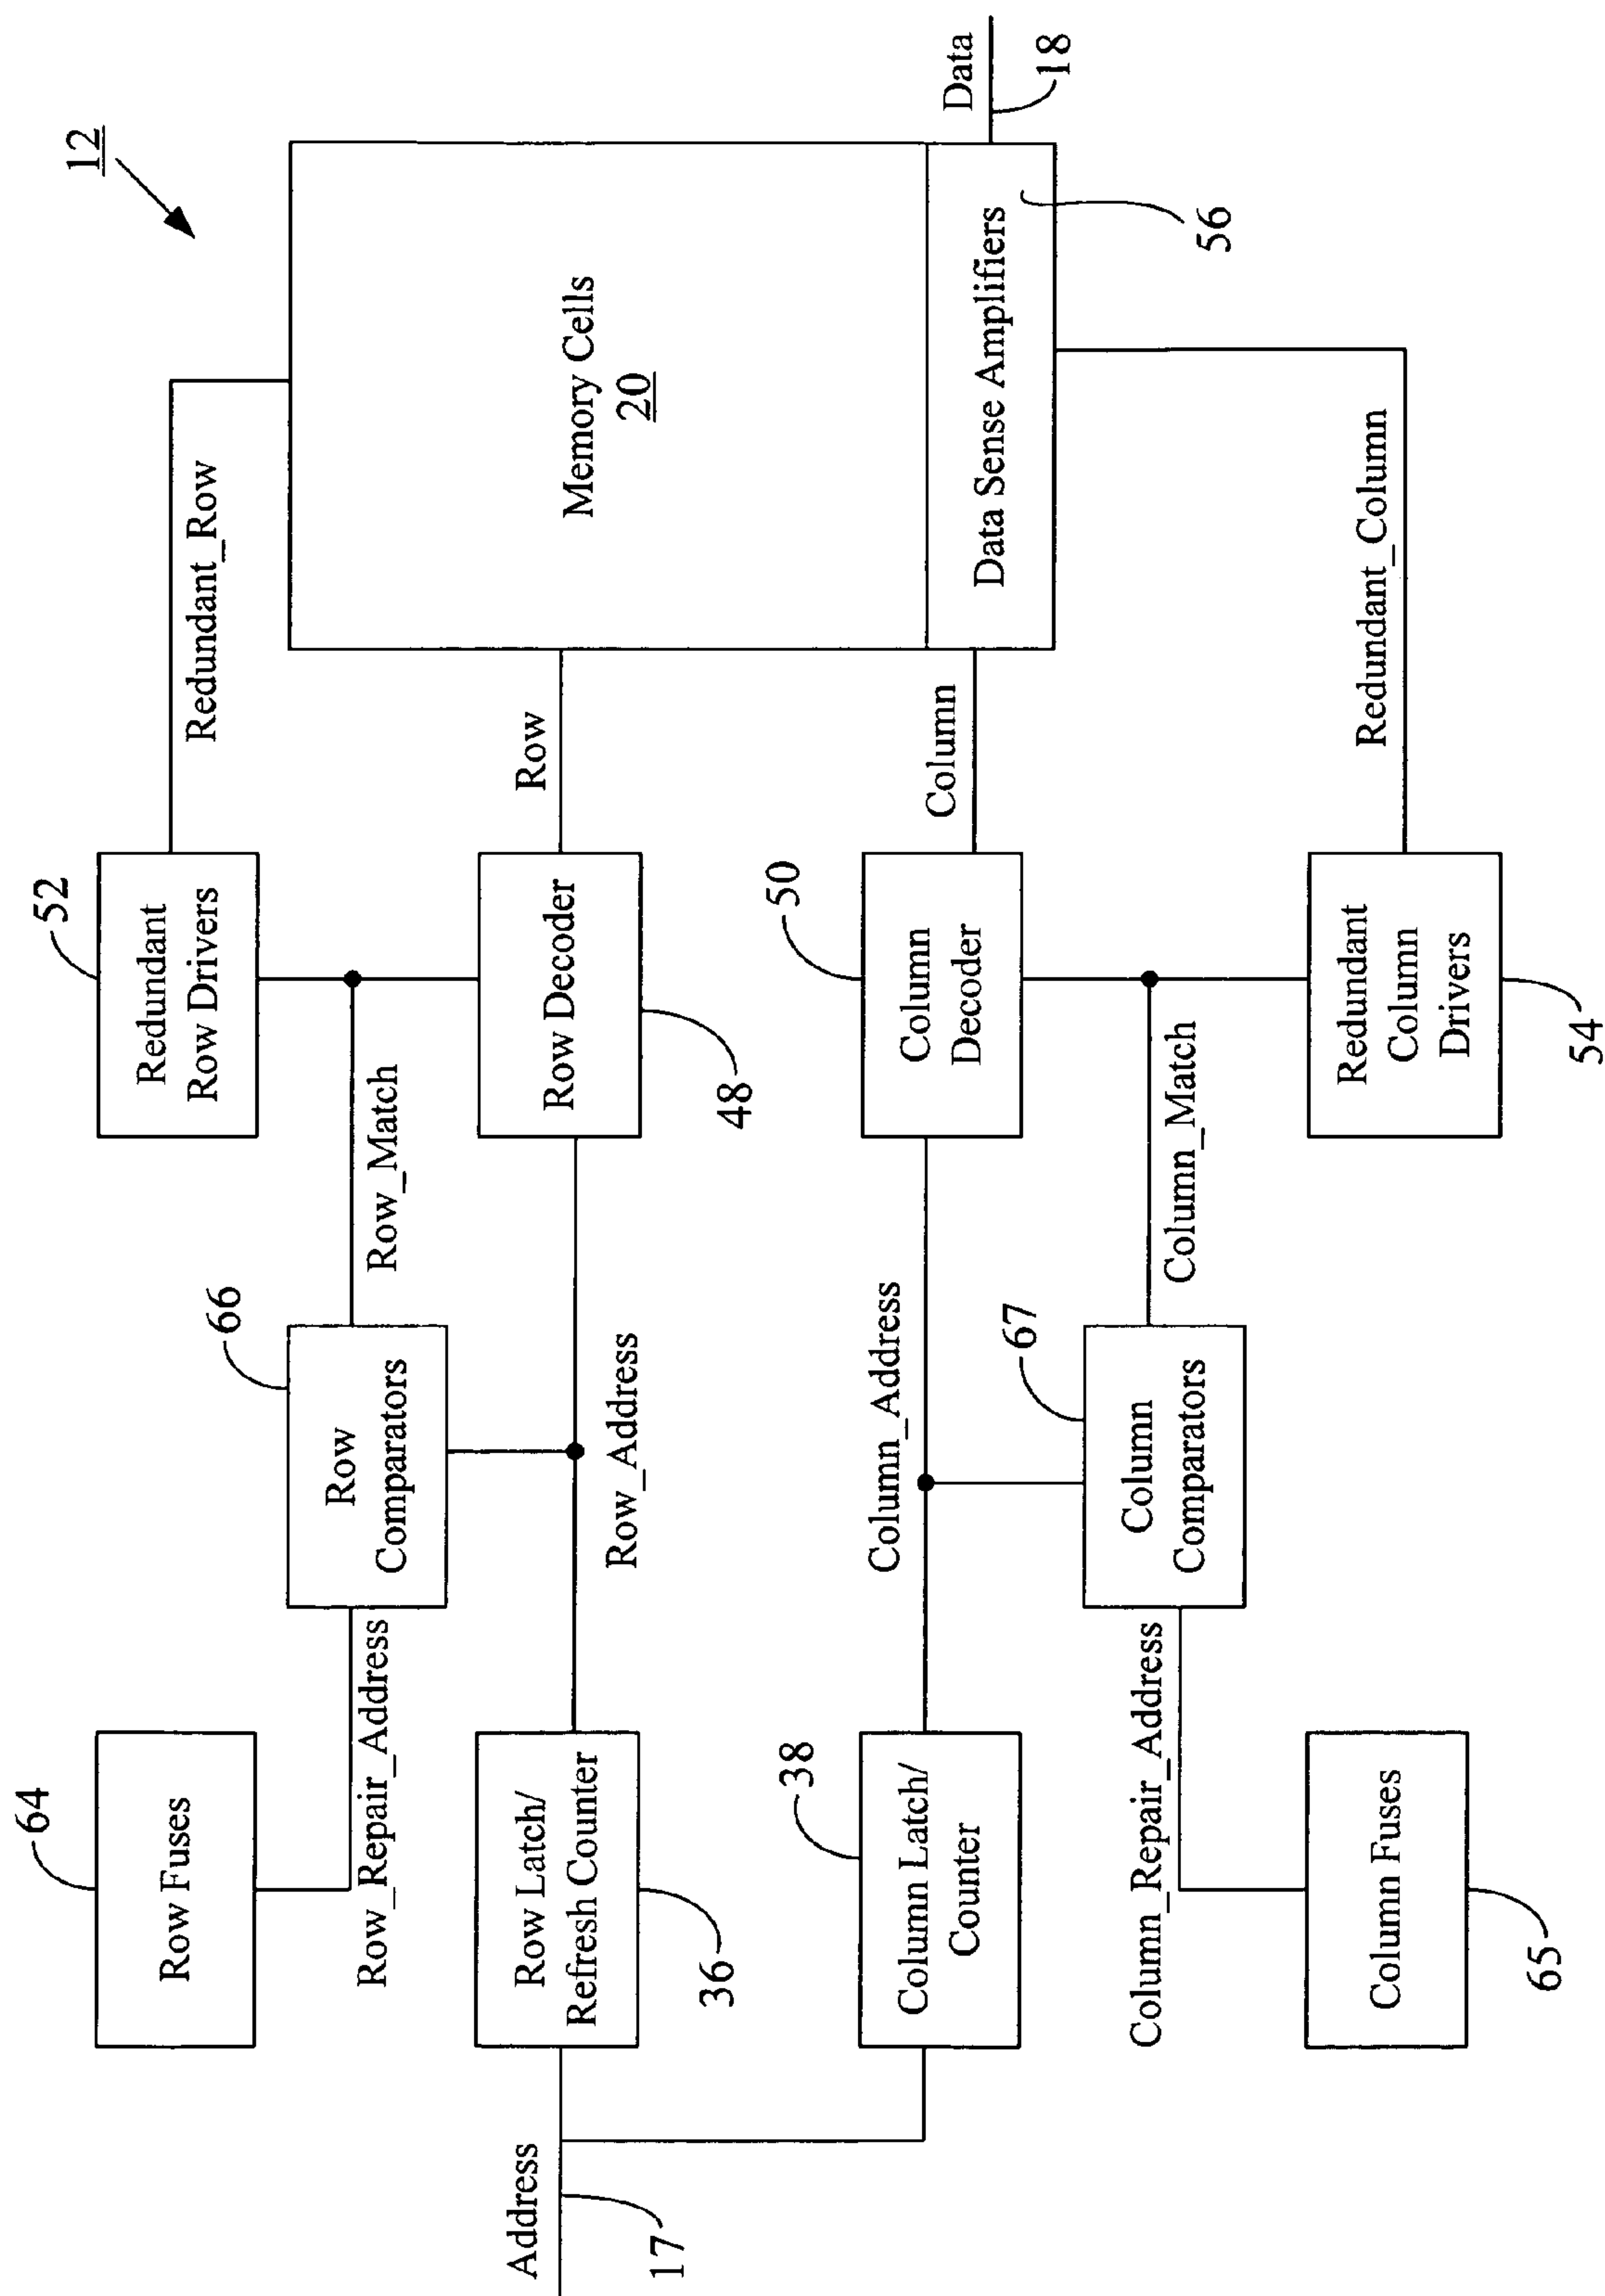 12
64
Row Fuses
Row_Repair_Address
66
Row
Comparators
Row_Match
52
Redundant
Row Drivers
Redundant_Row
Address
17
Row Latch/
Refresh Counter
36
Row_Address
Row Decoder
48
Row
Memory Cells
20
38
Column Latch/
Counter
Column_Address
50
Column
Decoder
Column
Data Sense Amplifiers
56
Data
18
Column_Repair_Address
67
Column
Comparators
Column_Match
Column Fuses
65
Redundant
Column
Drivers
54
Redundant_Column